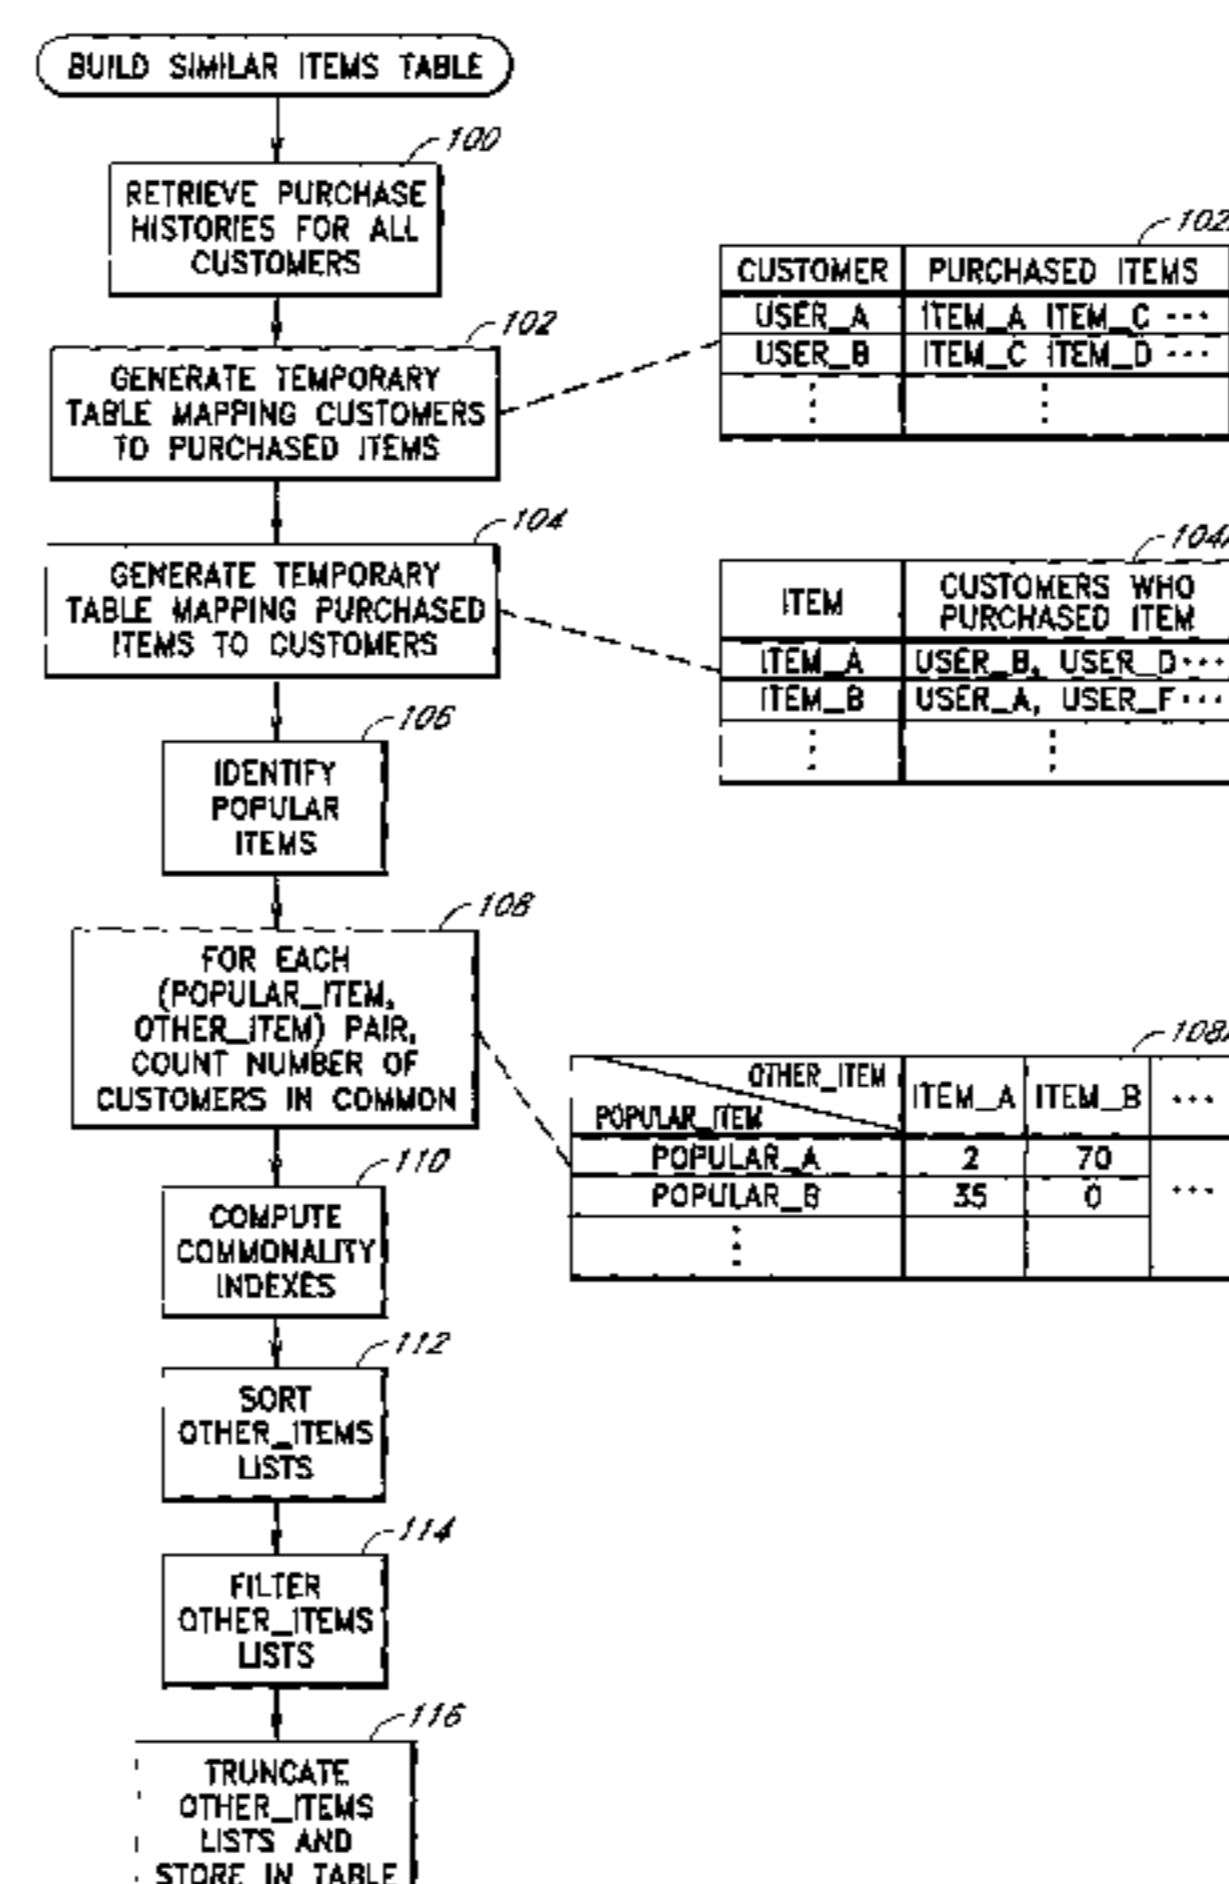 BUILD SIMILAR ITEMS TABLE
100
RETRIEVE PURCHASE
HISTORIES FOR ALL
CUSTOMERS
102
GENERATE TEMPORARY
TABLE MAPPING CUSTOMERS
TO PURCHASED ITEMS
102A
CUSTOMER PURCHASED ITEMS
USER_A ITEM_A ITEM_C ...
USER_B ITEM_C ITEM_D ...
104
GENERATE TEMPORARY
TABLE MAPPING PURCHASED
ITEMS TO CUSTOMERS
104A
ITEM
CUSTOMERS WHO
PURCHASED ITEM
ITEM_A USER_B, USER_D...
ITEM_B USER_A, USER_F...
106
IDENTIFY
POPULAR
ITEMS
108
FOR EACH
(POPULAR_ITEM,
OTHER_ITEM) PAIR,
COUNT NUMBER OF
CUSTOMERS IN COMMON
108A
OTHER_ITEM
POPULAR_ITEM
ITEM_A ITEM_B ...
POPULAR_A 2 70
POPULAR_B 35 0 ...
110
COMPUTE
COMMONALITY
INDEXES
112
SORT
OTHER_ITEMS
LISTS
114
FILTER
OTHER_ITEMS
LISTS
116
TRUNCATE
OTHER_ITEMS
LISTS AND
STORE IN TABLE